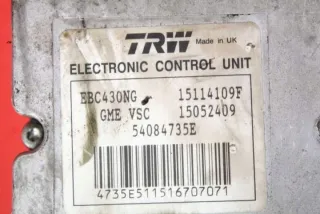 TRW Made in UK
ELECTRONIC CONTROL UNIT
EBC430NG 15114109F
GME VSC 15052409
54084735E
4735E511516707071